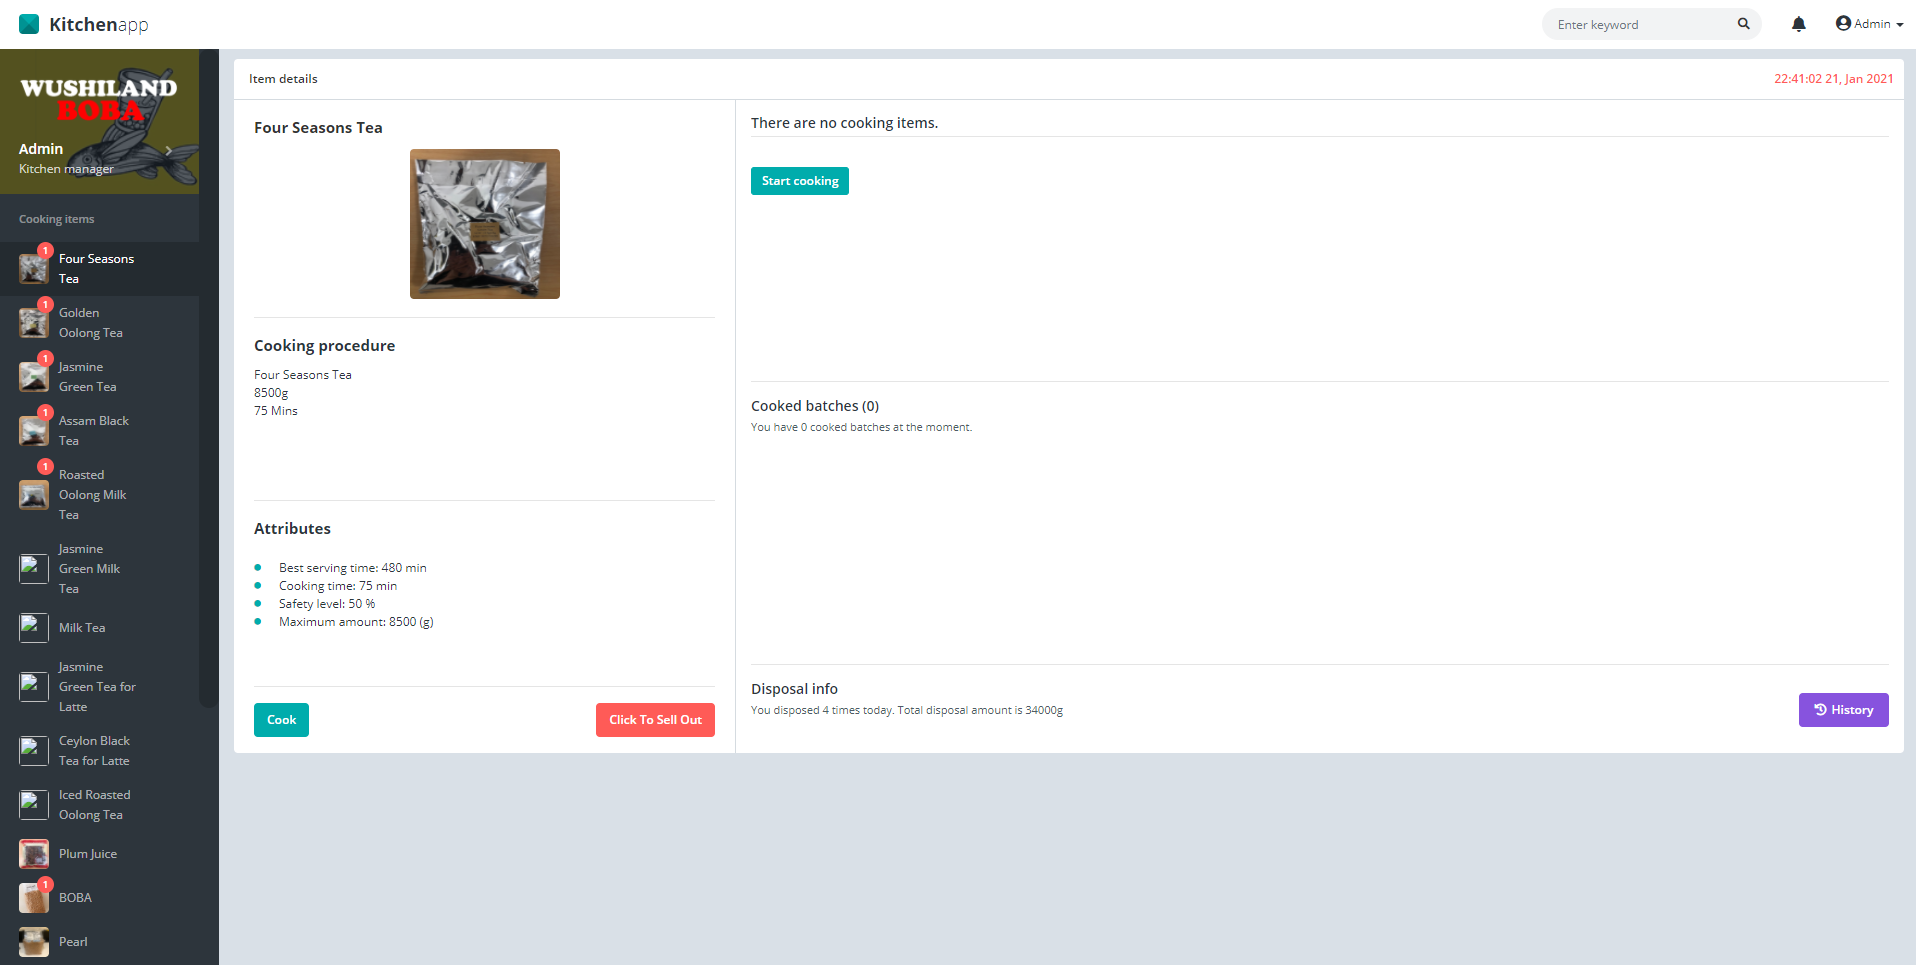 Kitchenapp
Enter keyword
Admin
WUSHILAND
BOBA
Admin
Kitchen manager
Cooking items
1
Four Seasons
Tea
1
Golden
Oolong Tea
1
Jasmine
Green Tea
1
Assam Black
Tea
1
Roasted
Oolong Milk
Tea
Jasmine
Green Milk
Tea
Milk Tea
Jasmine
Green Tea for
Latte
Ceylon Black
Tea for Latte
Iced Roasted
Oolong Tea
Plum Juice
1
BOBA
Pearl
Item details
22:41:02 21, Jan 2021
Four Seasons Tea
Cooking procedure
Four Seasons Tea
8500g
75 Mins
Attributes
Best serving time: 480 min
Cooking time: 75 min
Safety level: 50 %
Maximum amount: 8500 (g)
Cook
Click To Sell Out
There are no cooking items.
Start cooking
Cooked batches (0)
You have 0 cooked batches at the moment.
Disposal info
You disposed 4 times today. Total disposal amount is 34000g
History